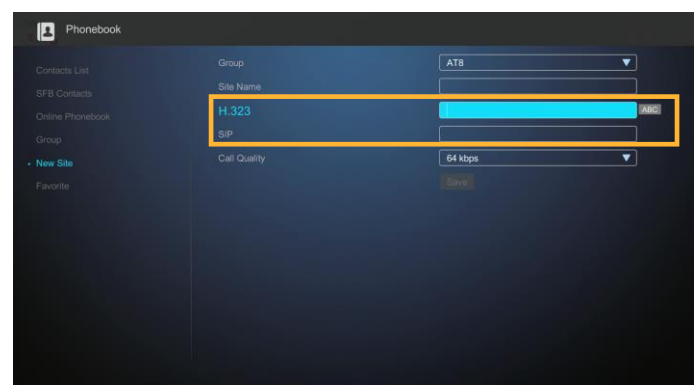 Phonebook
Contacts List
SFB Contacts
Online Phonebook
Group
New Site
Favorite
Group AT8
Site Name
H.323 ABC
SIP
Call Quality 64 kbps
Save